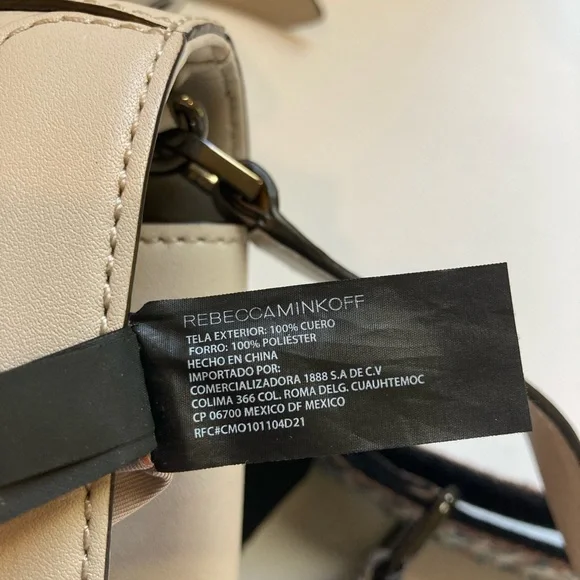 REBECCAMINKOFF
TELA EXTERIOR: 100% CUERO
FORRO: 100% POLIÉSTER
HECHO EN CHINA
IMPORTADO POR:
COMERCIALIZADORA 1888 S.A DE C.V
COLIMA 366 COL. ROMA DELG. CUAUHTEMOC
CP 06700 MEXICO DF MEXICO
RFC#CMO101104D21